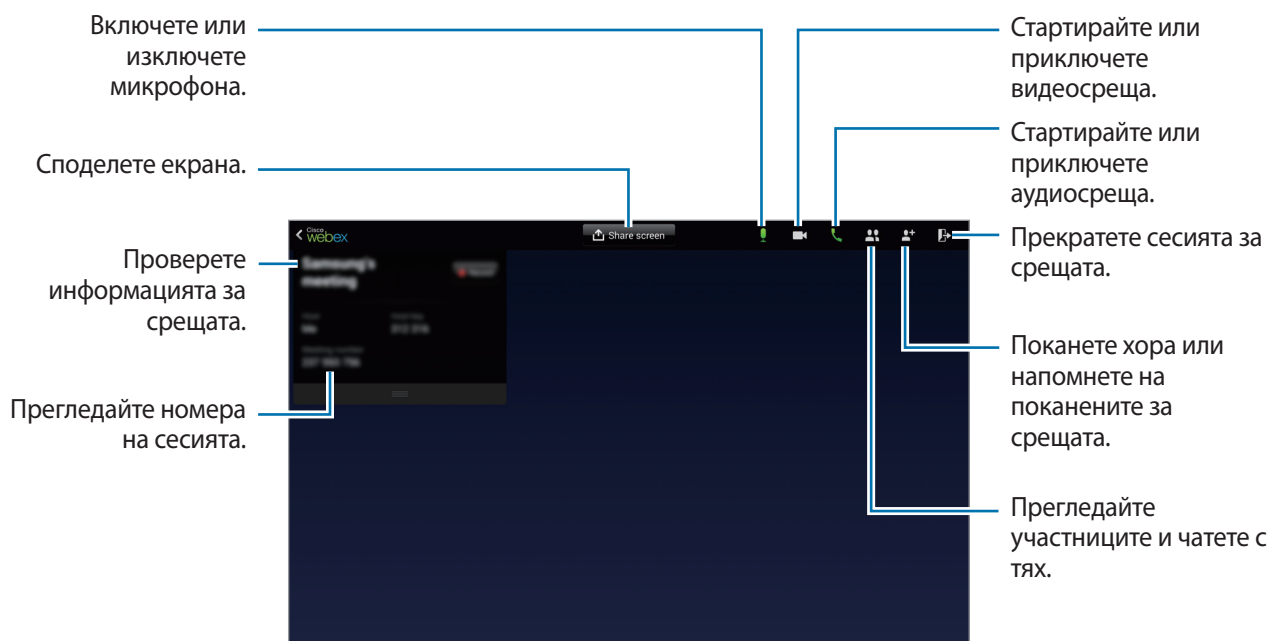 Включете или
изключете
микрофона.
Споделете екрана.
Проверете
информацията за
срещата.
Прегледайте номера
на сесията.
Cisco
webex
Share screen
Samsung's
meeting
Стартирайте или
приключете
видеосреща.
Стартирайте или
приключете
аудиосреща.
Прекратете сесията за
срещата.
Поканете хора или
напомнете на
поканените за
срещата.
Прегледайте
участниците и чатете с
тях.